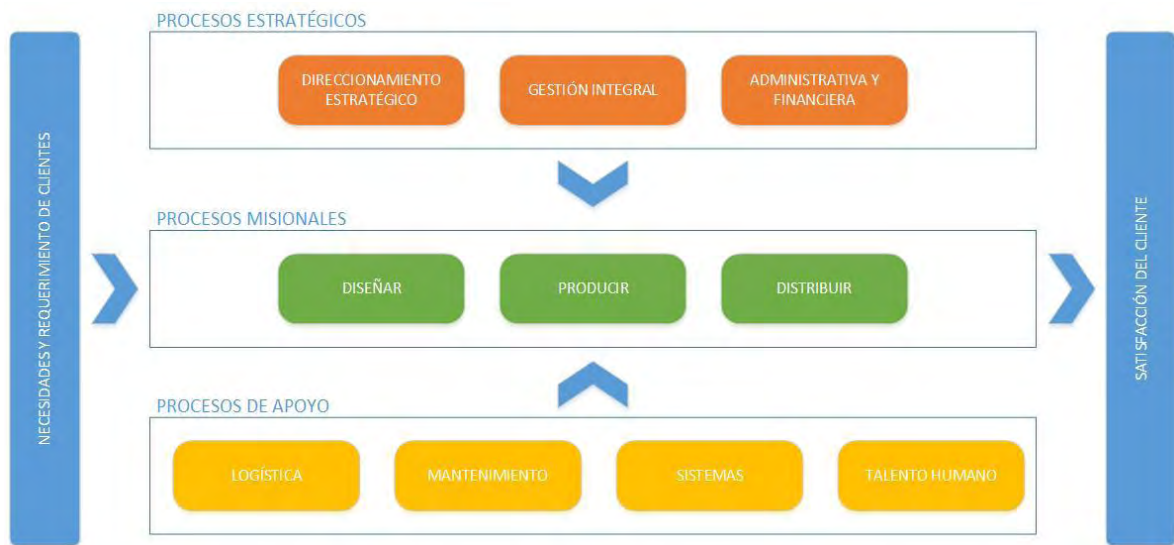 NECESIDADES Y REQUERIMIENTO DE CLIENTES
PROCESOS ESTRATÉGICOS
DIRECCIONAMIENTO
ESTRATÉGICO
GESTIÓN INTEGRAL
ADMINISTRATIVA Y
FINANCIERA
PROCESOS MISIONALES
DISEÑAR
PRODUCIR
DISTRIBUIR
PROCESOS DE APOYO
LOGÍSTICA
MANTENIMIENTO
SISTEMAS
TALENTO HUMANO
SATISFACCIÓN DEL CLIENTE